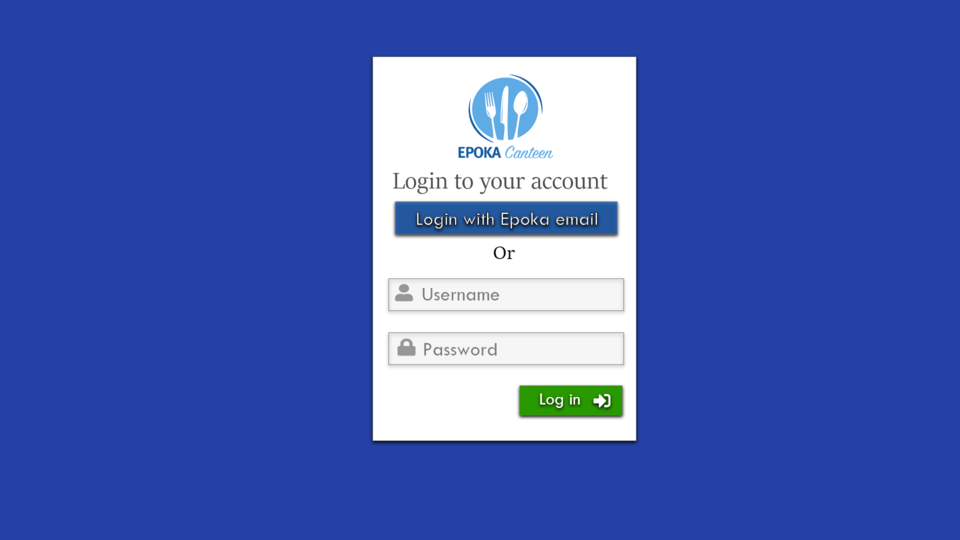 EPOKA Canteen
Login to your account
Login with Epoka email
Or
Username
Password
Log in